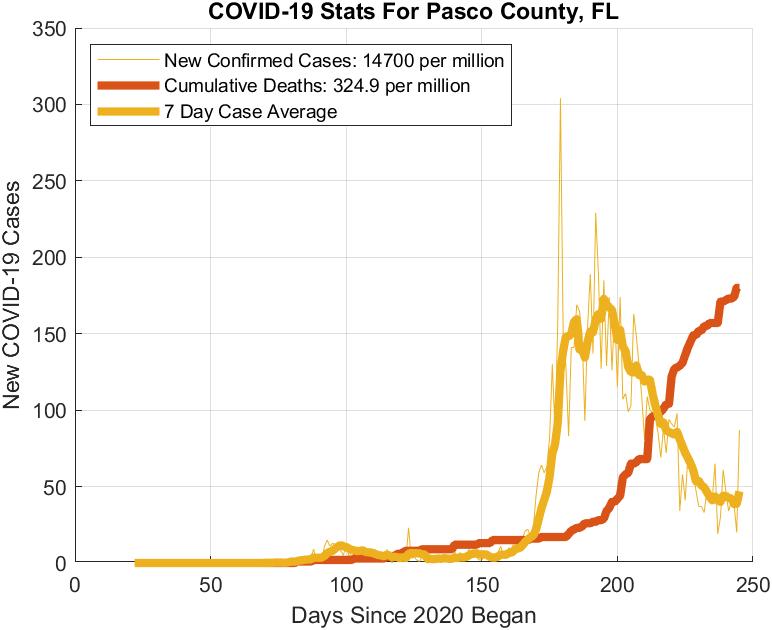 COVID-19 Stats For Pasco County, FL
New Confirmed Cases: 14700 per million
Cumulative Deaths: 324.9 per million
7 Day Case Average
New COVID-19 Cases
350
300
250
200
150
100
50
0
0 50 100 150 200 250
Days Since 2020 Began